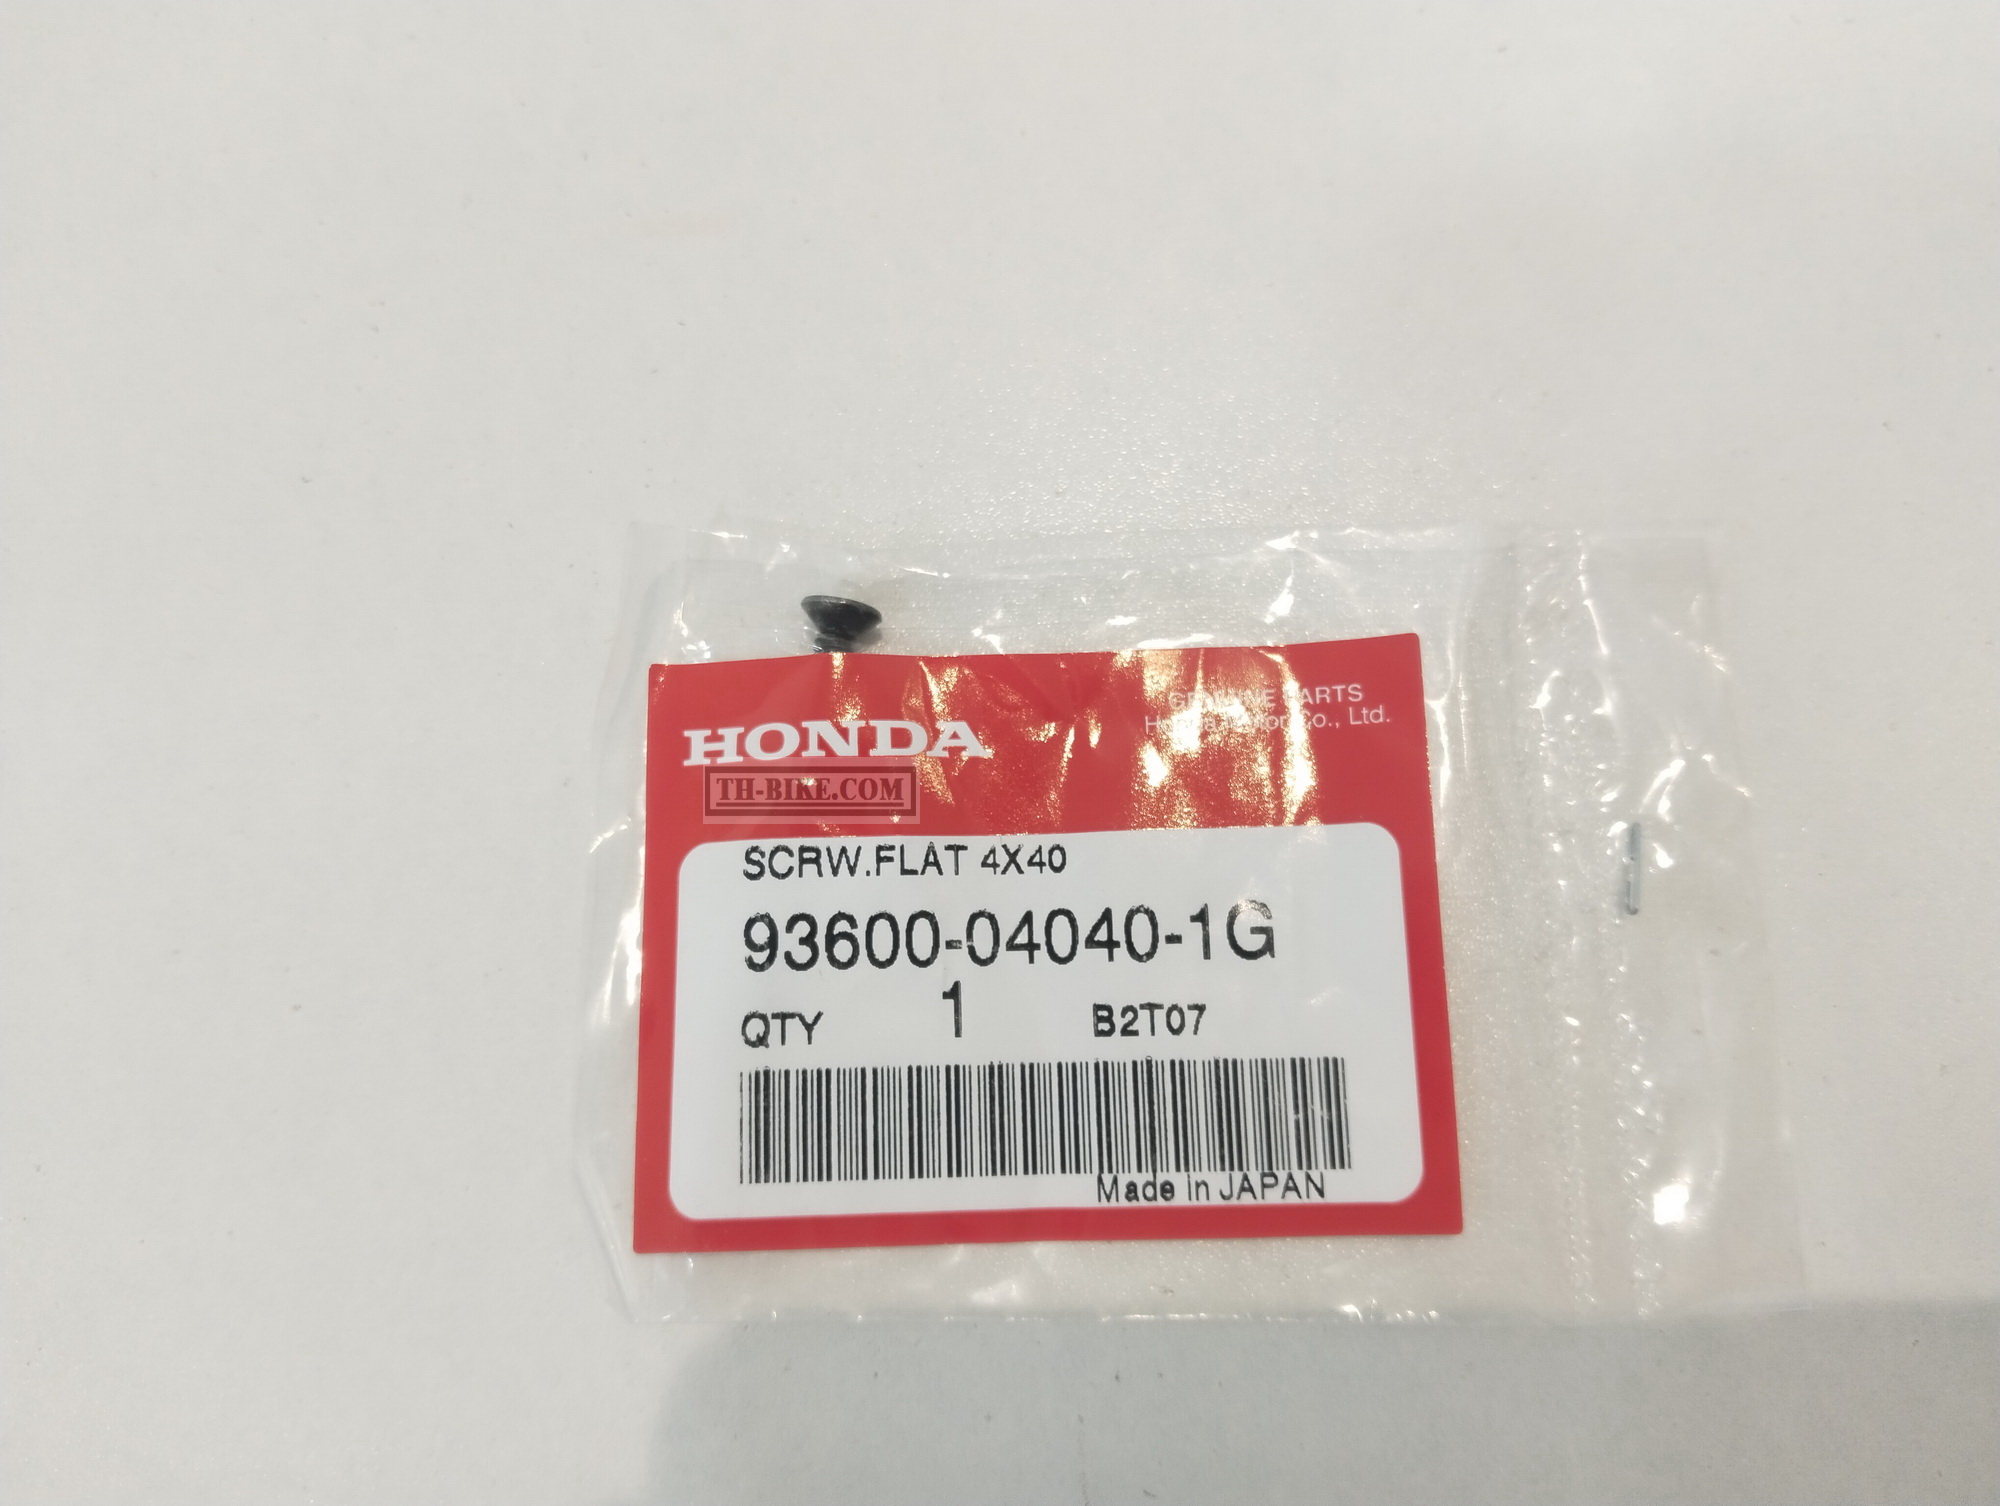 HONDA
GENUINE PARTS
Honda Motor Co., Ltd.
TH-BIKE.COM
SCRW.FLAT 4X40
93600-04040-1G
QTY 1 B2T07
Made in JAPAN